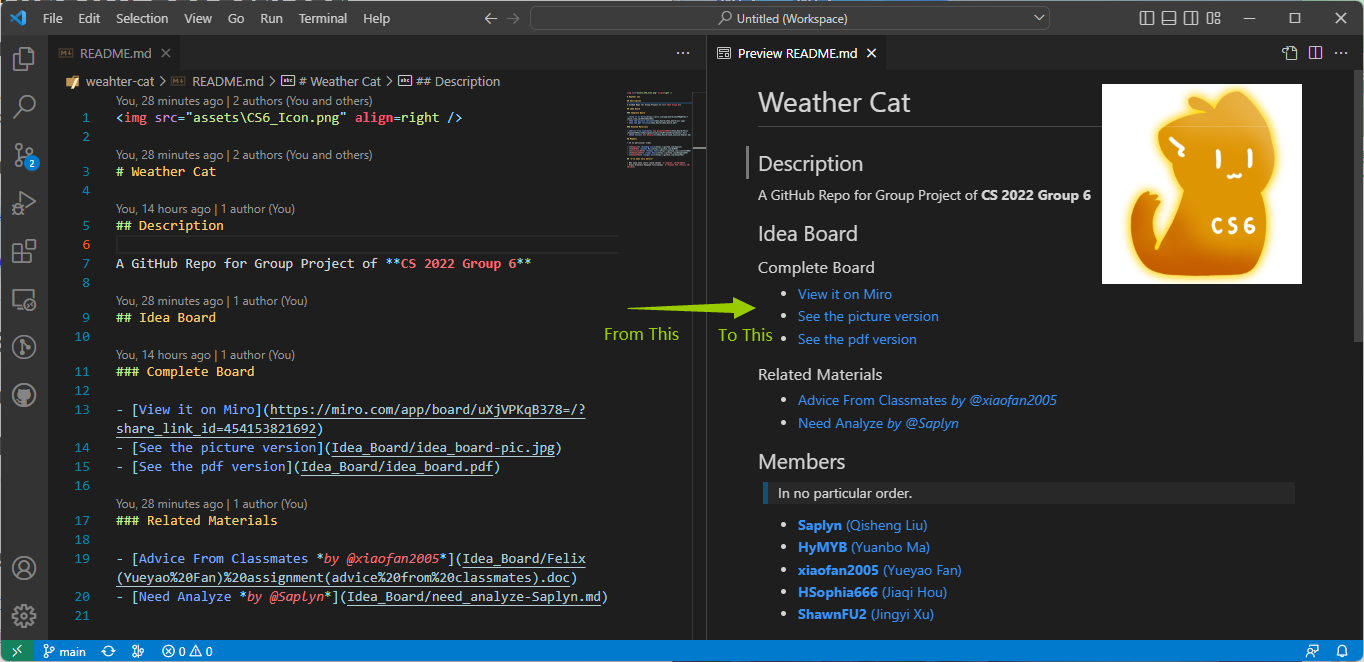 File Edit Selection View Go Run Terminal Help
Untitled (Workspace)
README.md
Preview README.md
weahter-cat > README.md > # Weather Cat > ## Description
You, 28 minutes ago | 2 authors (You and others)
1 <img src="assets\CS6_Icon.png" align=right />
2
You, 28 minutes ago | 2 authors (You and others)
3 # Weather Cat
4
You, 14 hours ago | 1 author (You)
5 ## Description
6
7 A GitHub Repo for Group Project of **CS 2022 Group 6**
8
You, 28 minutes ago | 1 author (You)
9 ## Idea Board
10
You, 14 hours ago | 1 author (You)
11 ### Complete Board
12
13 - [View it on Miro](https://miro.com/app/board/uXjVPKqB378=/?
share_link_id=454153821692)
14 - [See the picture version](Idea_Board/idea_board-pic.jpg)
15 - [See the pdf version](Idea_Board/idea_board.pdf)
16
You, 28 minutes ago | 1 author (You)
17 ### Related Materials
18
19 - [Advice From Classmates *by @xiaofan2005*](Idea_Board/Felix
(Yueyao%20Fan)%20assignment(advice%20from%20classmates).doc)
20 - [Need Analyze *by @Saplyn*](Idea_Board/need_analyze-Saplyn.md)
21
From This
To This
Weather Cat
Description
A GitHub Repo for Group Project of CS 2022 Group 6
CS6
Idea Board
Complete Board
• View it on Miro
• See the picture version
• See the pdf version
Related Materials
• Advice From Classmates by @xiaofan2005
• Need Analyze by @Saplyn
Members
In no particular order.
• Saplyn (Qisheng Liu)
• HyMYB (Yuanbo Ma)
• xiaofan2005 (Yueyao Fan)
• HSophia666 (Jiaqi Hou)
• ShawnFU2 (Jingyi Xu)
2
main
0 0